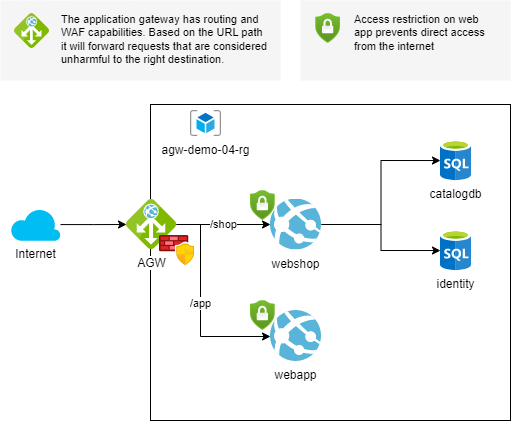 The application gateway has routing and
WAF capabilities. Based on the URL path
it will forward requests that are considered
unharmful to the right destination.
Access restriction on web
app prevents direct access
from the internet
agw-demo-04-rg
Internet
AGW
/shop
webshop
SQL
catalogdb
SQL
identity
/app
webapp